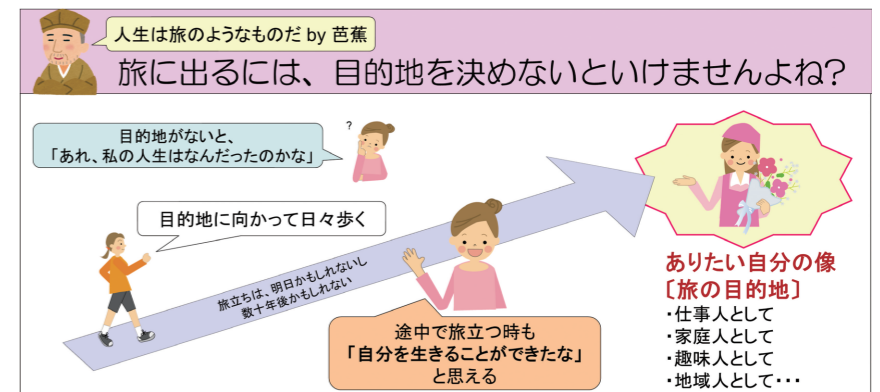 人生は旅のようなものだ by 芭蕉
旅に出るには、目的地を決めないといけませんよね?
目的地がないと、
「あれ、私の人生はなんだったのかな」
?
目的地に向かって日々歩く
旅立ちは、明日かもしれないし
数十年後かもしれない
途中で旅立つ時も
「自分を生きることができたな」
と思える
ありたい自分の像
〔旅の目的地〕
・仕事人として
・家庭人として
・趣味人として
・地域人として・・・